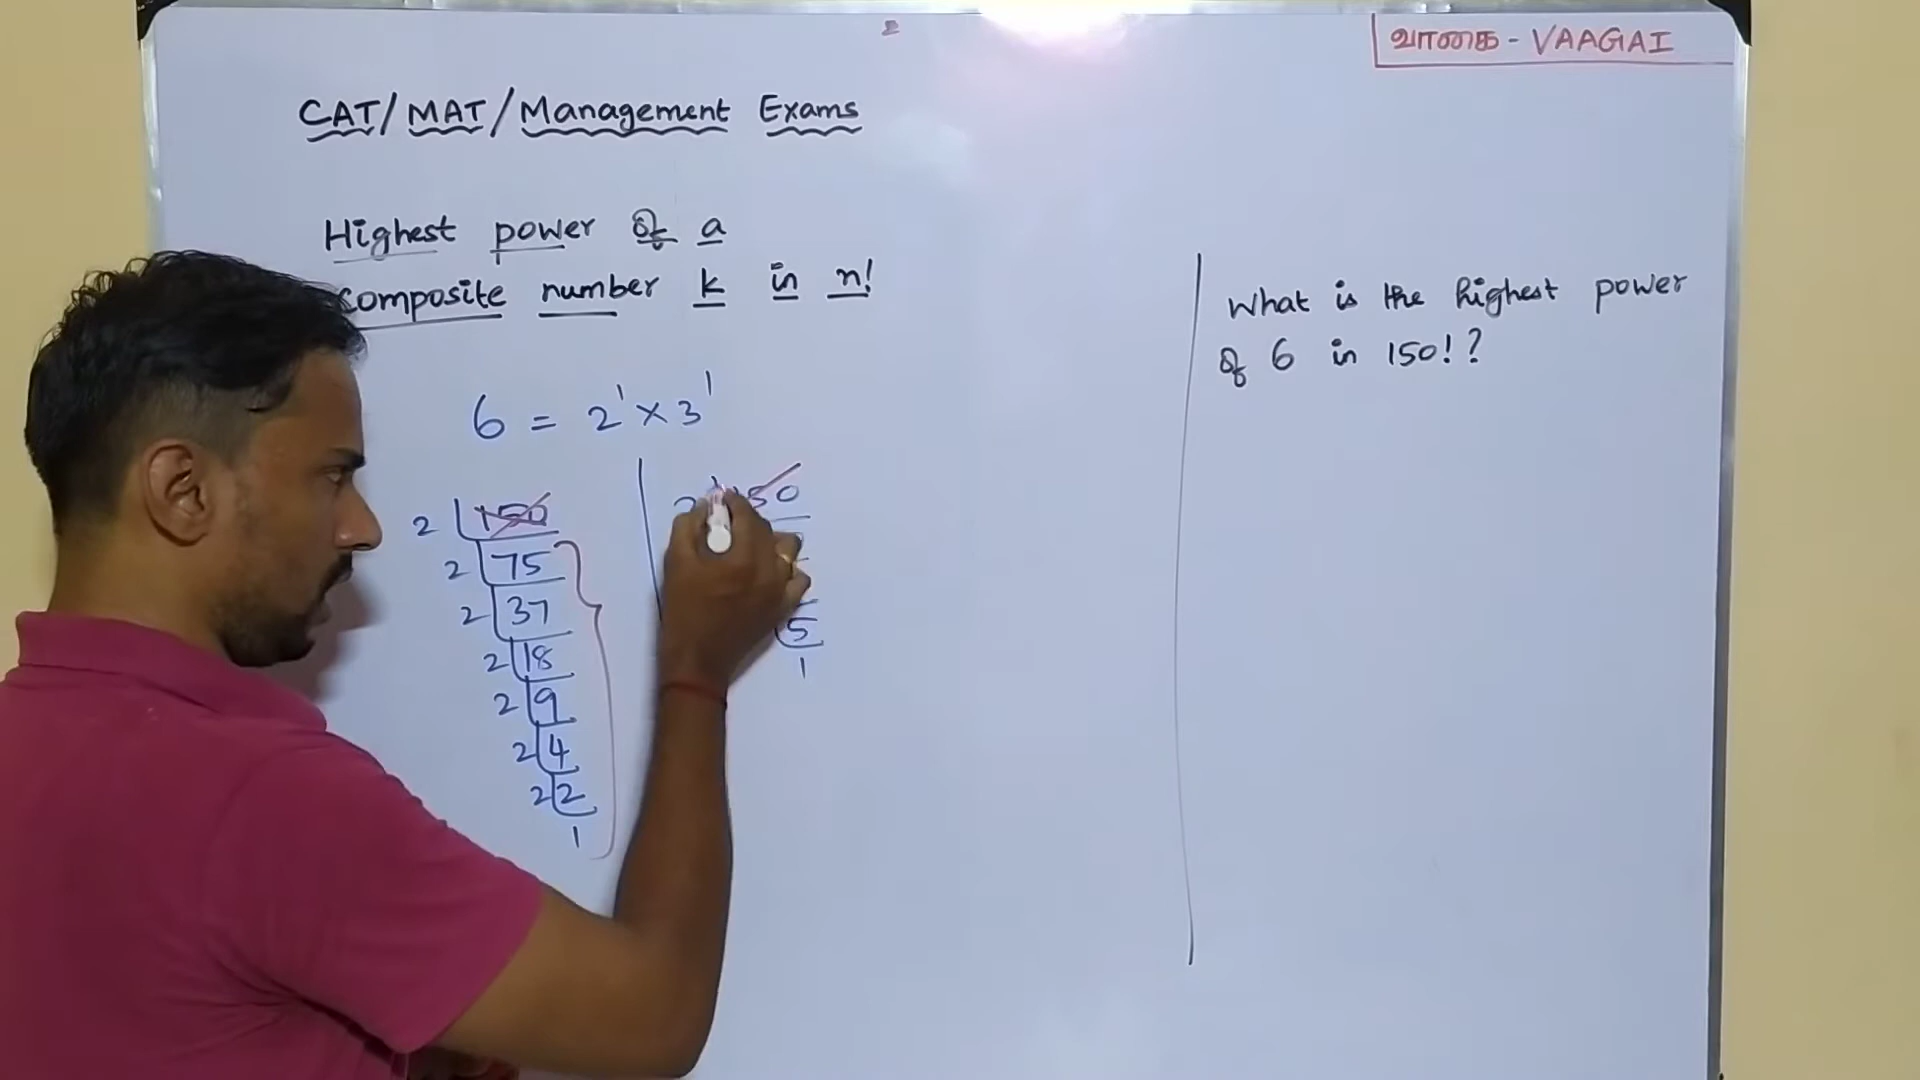 வாகை - VAAGAI
CAT/MAT/Management Exams
Highest power of a
composite number k in n!
What is the highest power
of 6 in 150!?
6 = 2¹ × 3¹
2 150
2 75
2 37
2 18
2 9
2 4
2 2
1
150
5
1